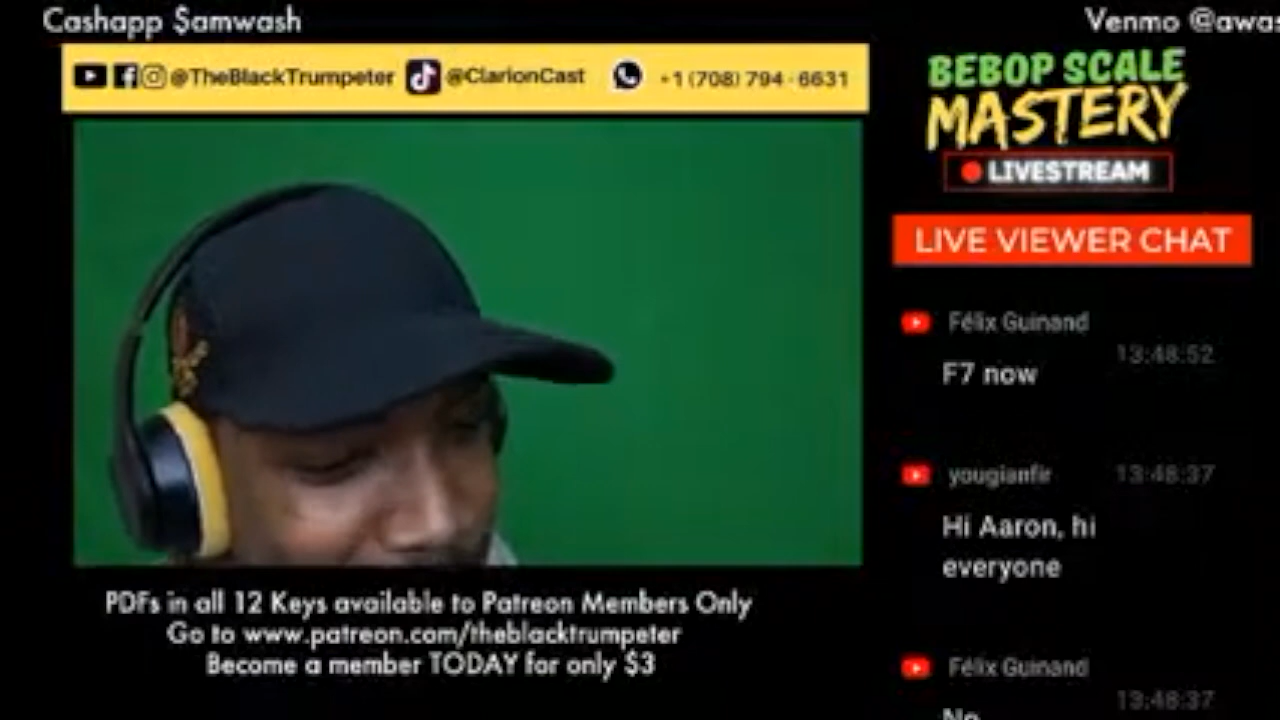 Cashapp $amwash
Venmo @awas
@TheBlackTrumpeter @ClarionCast +1 (708) 794-6631
BEBOP SCALE
MASTERY
LIVESTREAM
LIVE VIEWER CHAT
Félix Guinand
13:48:52
F7 now
yougianfir 13:48:37
Hi Aaron, hi
everyone
Félix Guinand
13:48:37
No
PDFs in all 12 Keys available to Patreon Members Only
Go to www.patreon.com/theblacktrumpeter
Become a member TODAY for only $3